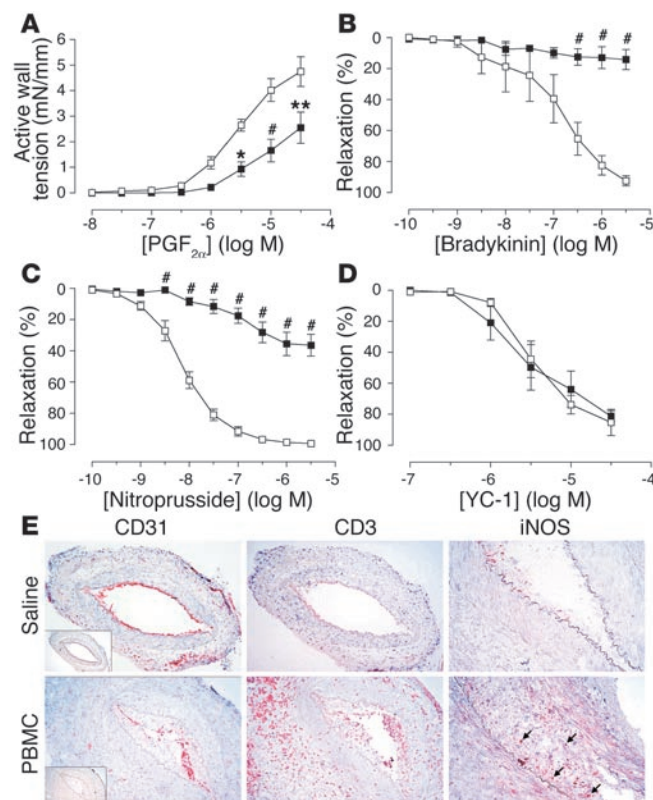 A
Active wall
tension (mN/mm)
6
5
4
3
2
1
0
*
#
**
-8 -7 -6 -5 -4
[PGF2α] (log M)
B
Relaxation (%)
0
20
40
60
80
100
# # #
-10 -9 -8 -7 -6 -5
[Bradykinin] (log M)
C
Relaxation (%)
0
20
40
60
80
100
# # # # # # #
-10 -9 -8 -7 -6 -5
[Nitroprusside] (log M)
D
Relaxation (%)
0
20
40
60
80
100
-7 -6 -5 -4
[YC-1] (log M)
E
CD31 CD3 iNOS
Saline
PBMC